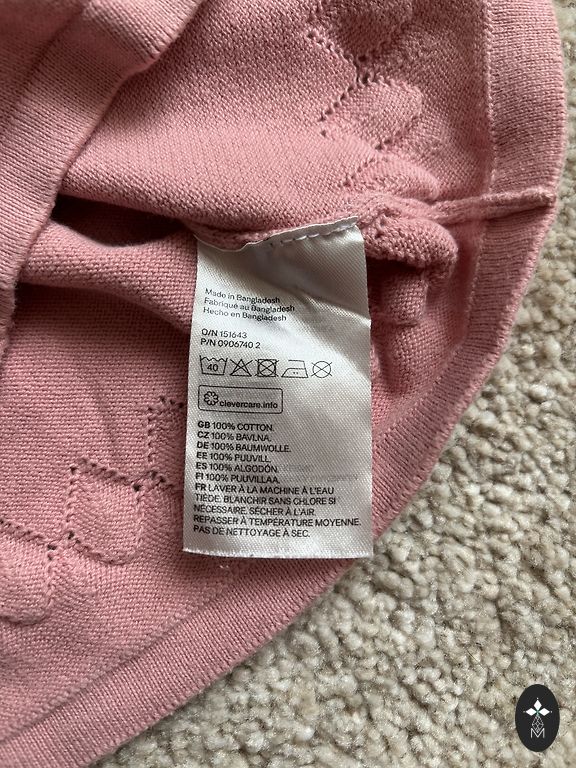 Made in Bangladesh
Fabriqué au Bangladesh
Hecho en Bangladesh
O/N 151643
P/N 0906740 2
40
clevercare.info
GB 100% COTTON.
CZ 100% BAVLNA.
DE 100% BAUMWOLLE.
EE 100% PUUVILL.
ES 100% ALGODÓN.
FI 100% PUUVILLAA.
FR LAVER À LA MACHINE À L'EAU
TIÈDE. BLANCHIR SANS CHLORE SI
NÉCESSAIRE. SÉCHER À L'AIR.
REPASSER À TEMPÉRATURE MOYENNE.
PAS DE NETTOYAGE À SEC.
M